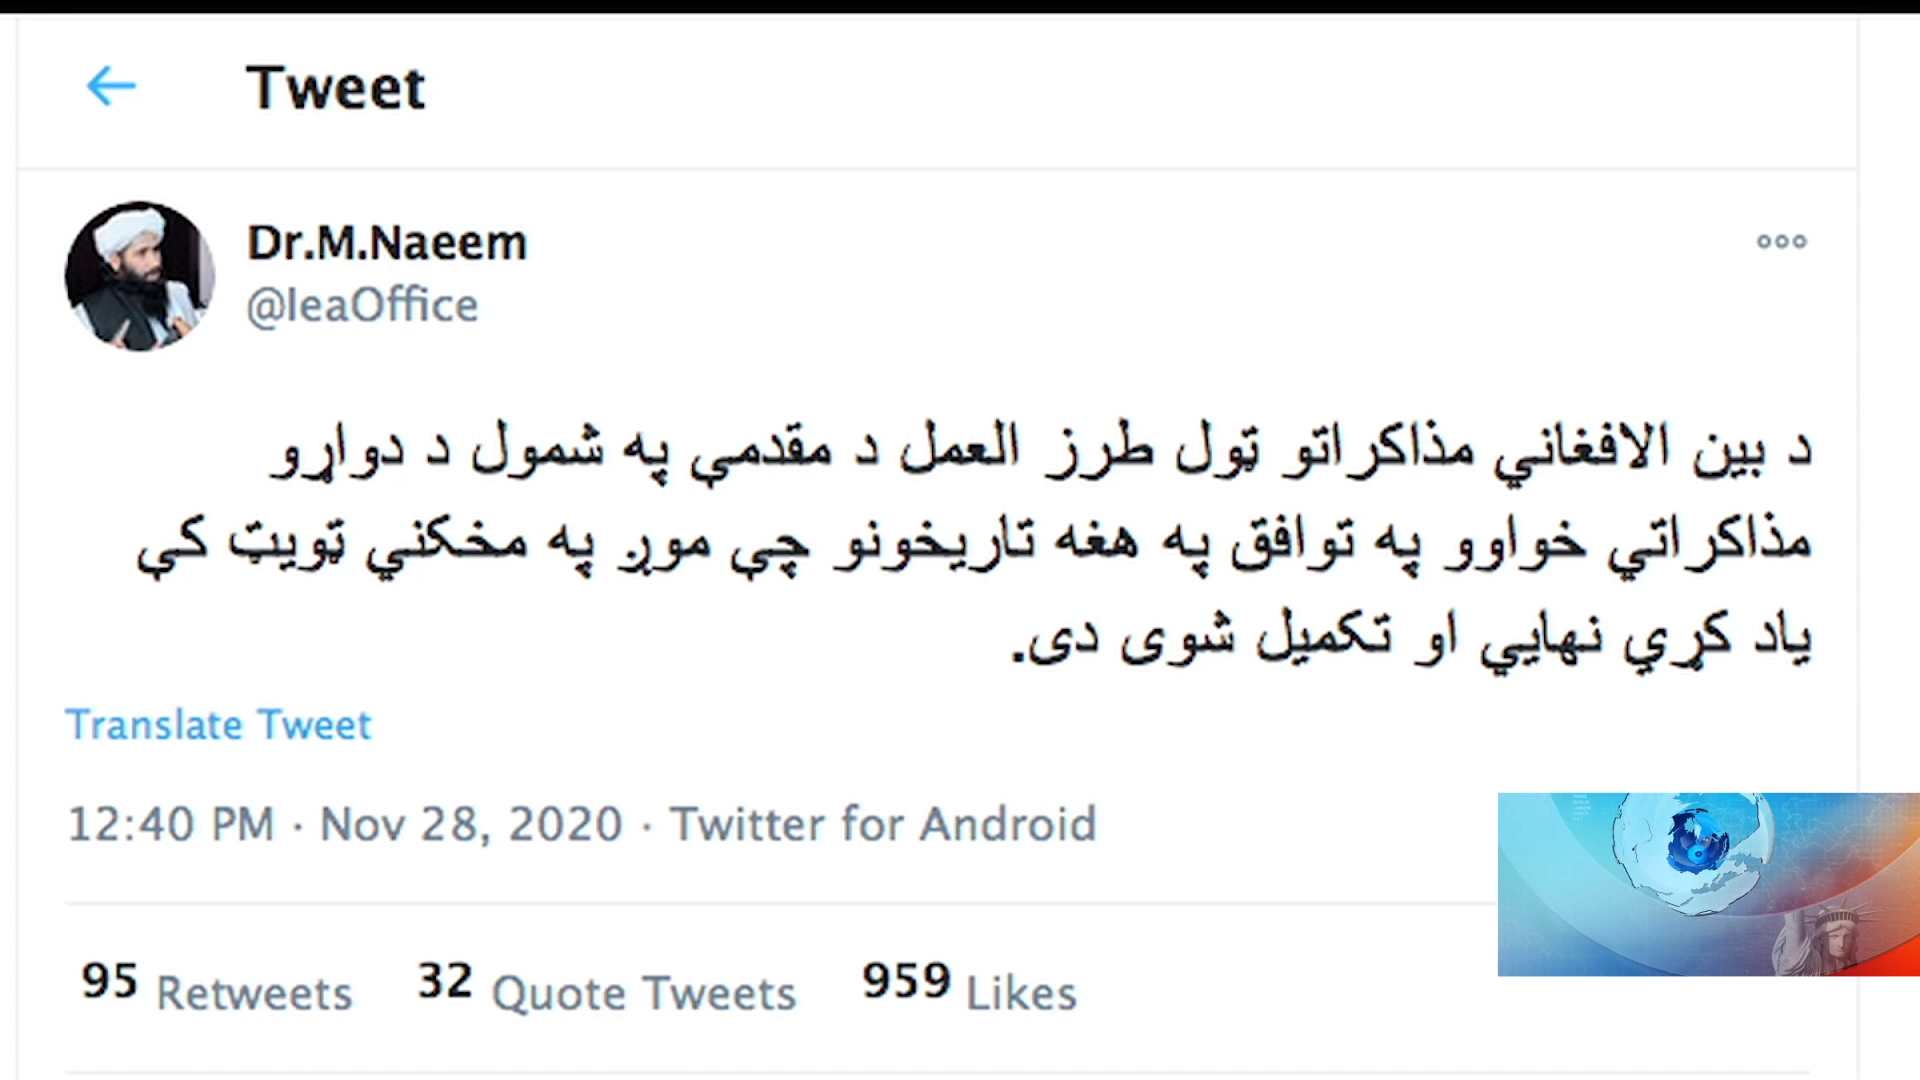 Tweet
Dr.M.Naeem
@IeaOffice
د بين الافغاني مذاکراتو ټول طرز العمل د مقدمې په شمول د دواړو
مذاکراتي خواوو په توافق په هغه تاريخونو چې موږ په مخکني ټويټ کې
ياد کړي نهايي او تکميل شوی دی.
Translate Tweet
12:40 PM · Nov 28, 2020 · Twitter for Android
95 Retweets 32 Quote Tweets 959 Likes